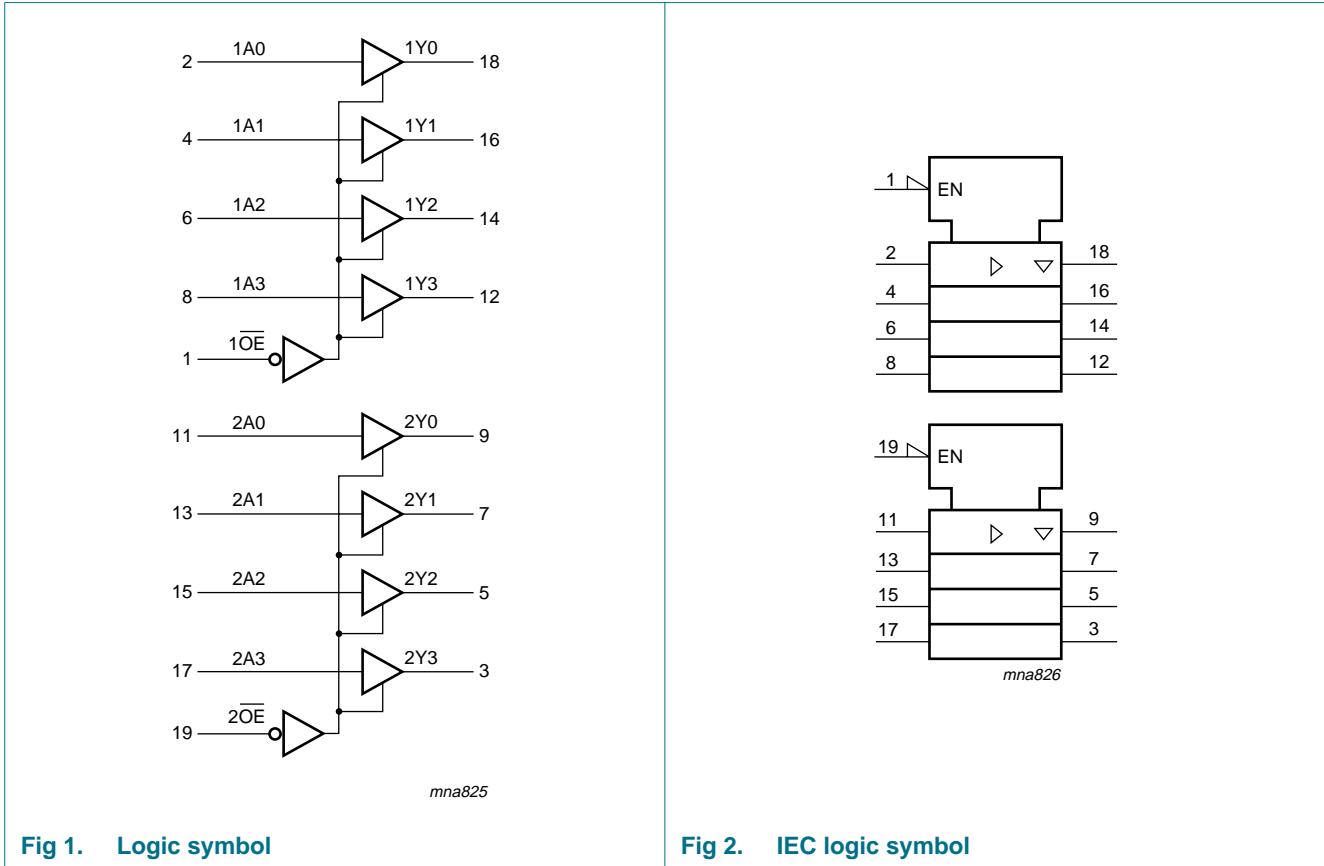 2 1A0 1Y0 18
4 1A1 1Y1 16
6 1A2 1Y2 14
8 1A3 1Y3 12
1 1O̅E̅
11 2A0 2Y0 9
13 2A1 2Y1 7
15 2A2 2Y2 5
17 2A3 2Y3 3
19 2O̅E̅
mna825
Fig 1. Logic symbol
1 EN
2 18
4 16
6 14
8 12
19 EN
11 9
13 7
15 5
17 3
mna826
Fig 2. IEC logic symbol